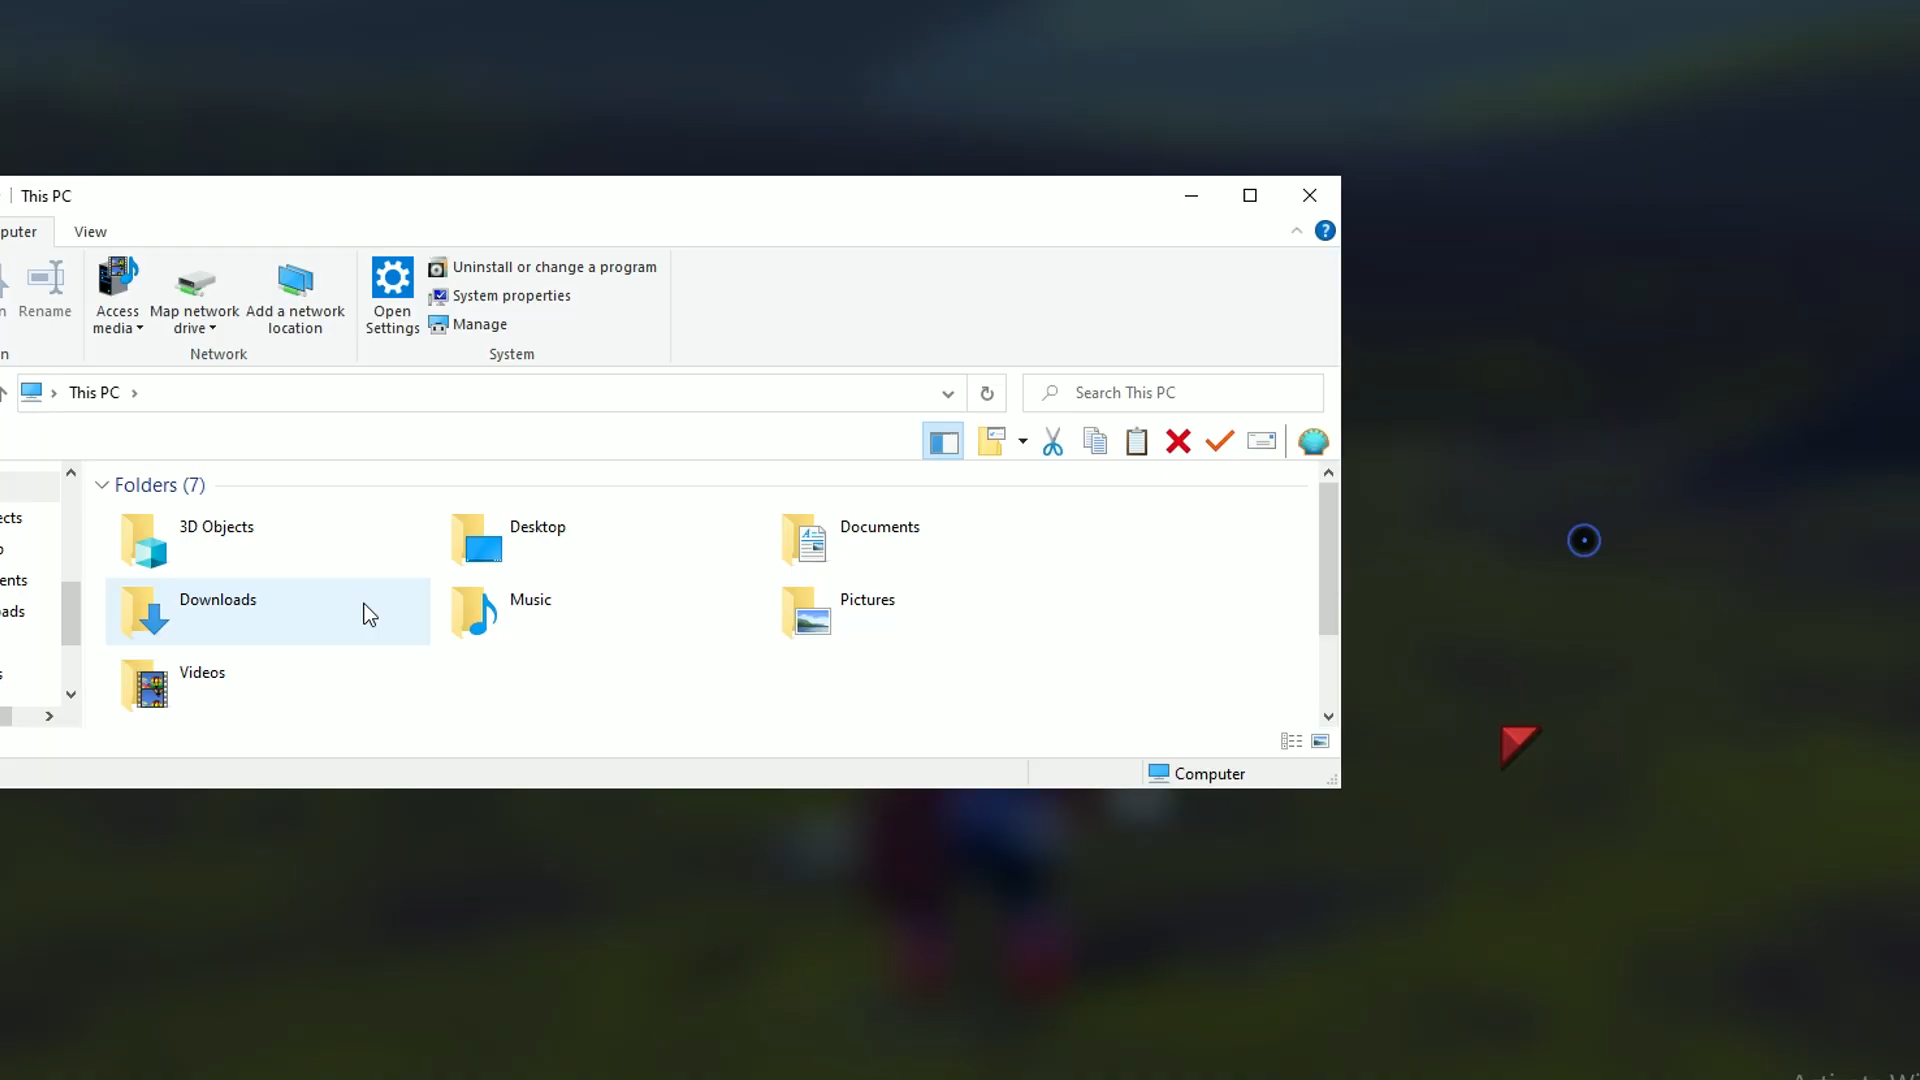 This PC
puter
View
Rename
Access
media
Map network
drive
Add a network
location
Network
Open
Settings
Uninstall or change a program
System properties
Manage
System
This PC
Search This PC
Folders (7)
3D Objects
Desktop
Documents
Downloads
Music
Pictures
Videos
ects
ents
ads
Computer